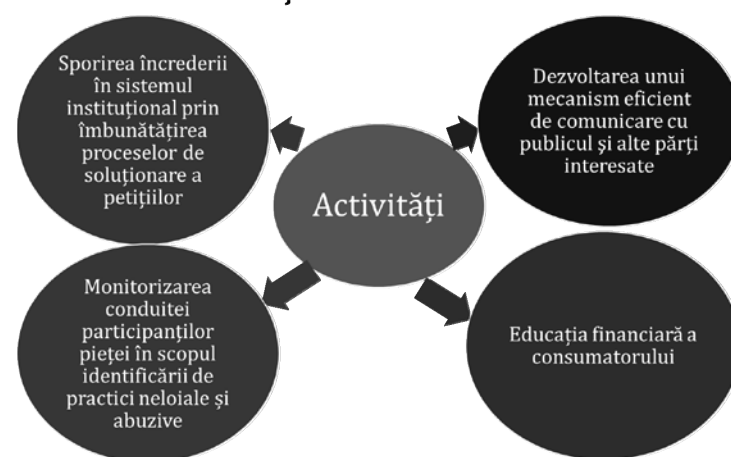 Sporirea încrederii
în sistemul
instituțional prin
îmbunătățirea
proceselor de
soluționare a
petițiilor
Dezvoltarea unui
mecanism eficient
de comunicare cu
publicul și alte părți
interesate
Activități
Monitorizarea
conduitei
participanților
pieței în scopul
identificării de
practici neloiale și
abuzive
Educația financiară a
consumatorului